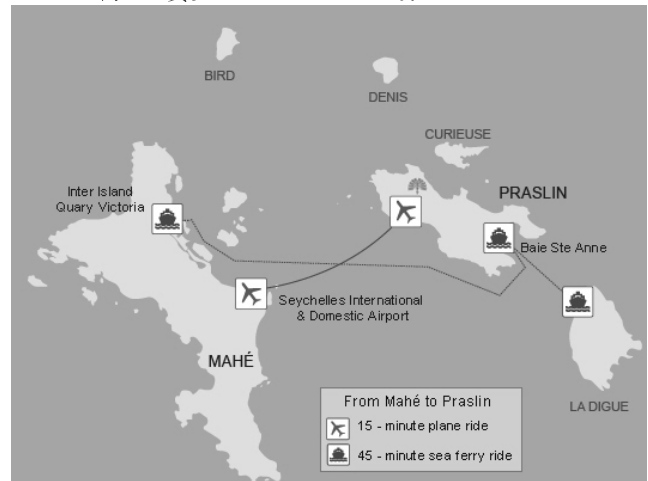 BIRD
DENIS
CURIEUSE
PRASLIN
Inter Island
Quary Victoria
Baie Ste Anne
Seychelles International
& Domestic Airport
MAHÉ
LA DIGUE
From Mahé to Praslin
15 - minute plane ride
45 - minute sea ferry ride